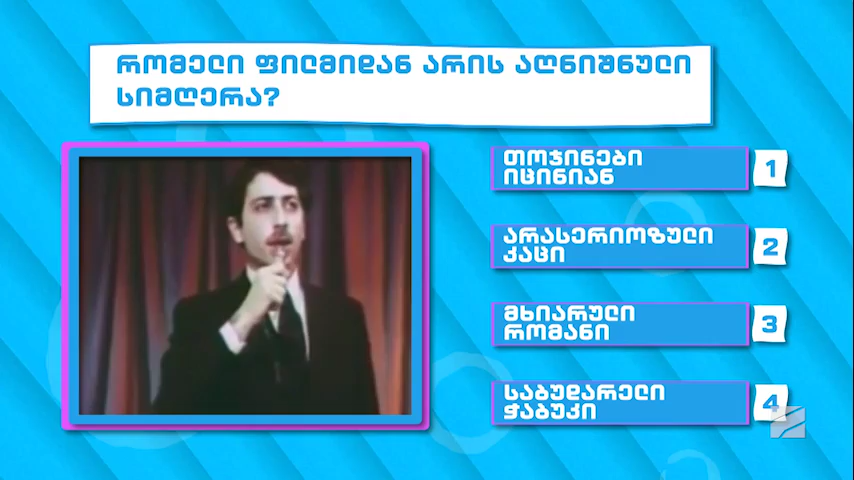 რომელი ფილმიდან არის აღნიშნული
სიმღერა?
თოჯინები
იცინიან
1
არასერიოზული
კაცი
2
მხიარული
რომანი
3
საბუდარელი
ჭაბუკი
4